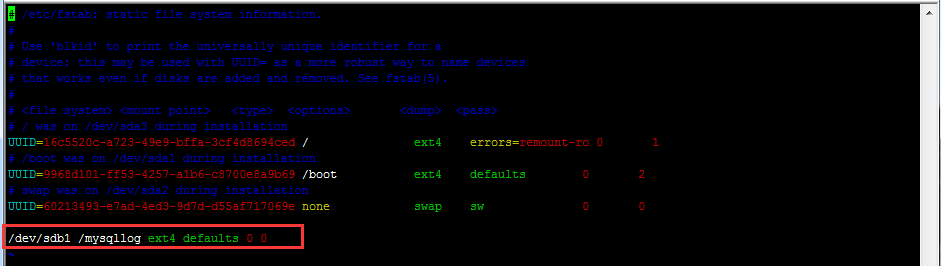 # /etc/fstab: static file system information.
#
# Use 'blkid' to print the universally unique identifier for a
# device; this may be used with UUID= as a more robust way to name devices
# that works even if disks are added and removed. See fstab(5).
#
# <file system> <mount point>   <type>  <options>       <dump>  <pass>
# / was on /dev/sda3 during installation
UUID=16c5520c-a723-49e9-bffa-3cf4d8694ced /               ext4    errors=remount-ro 0       1
# /boot was on /dev/sda1 during installation
UUID=9968d101-ff53-4257-a1b6-c8700e8a9b69 /boot           ext4    defaults        0       2
# swap was on /dev/sda2 during installation
UUID=60213493-e7ad-4ed3-9d7d-d55af717069e none            swap    sw              0       0
/dev/sdb1 /mysqllog ext4 defaults 0 0
~